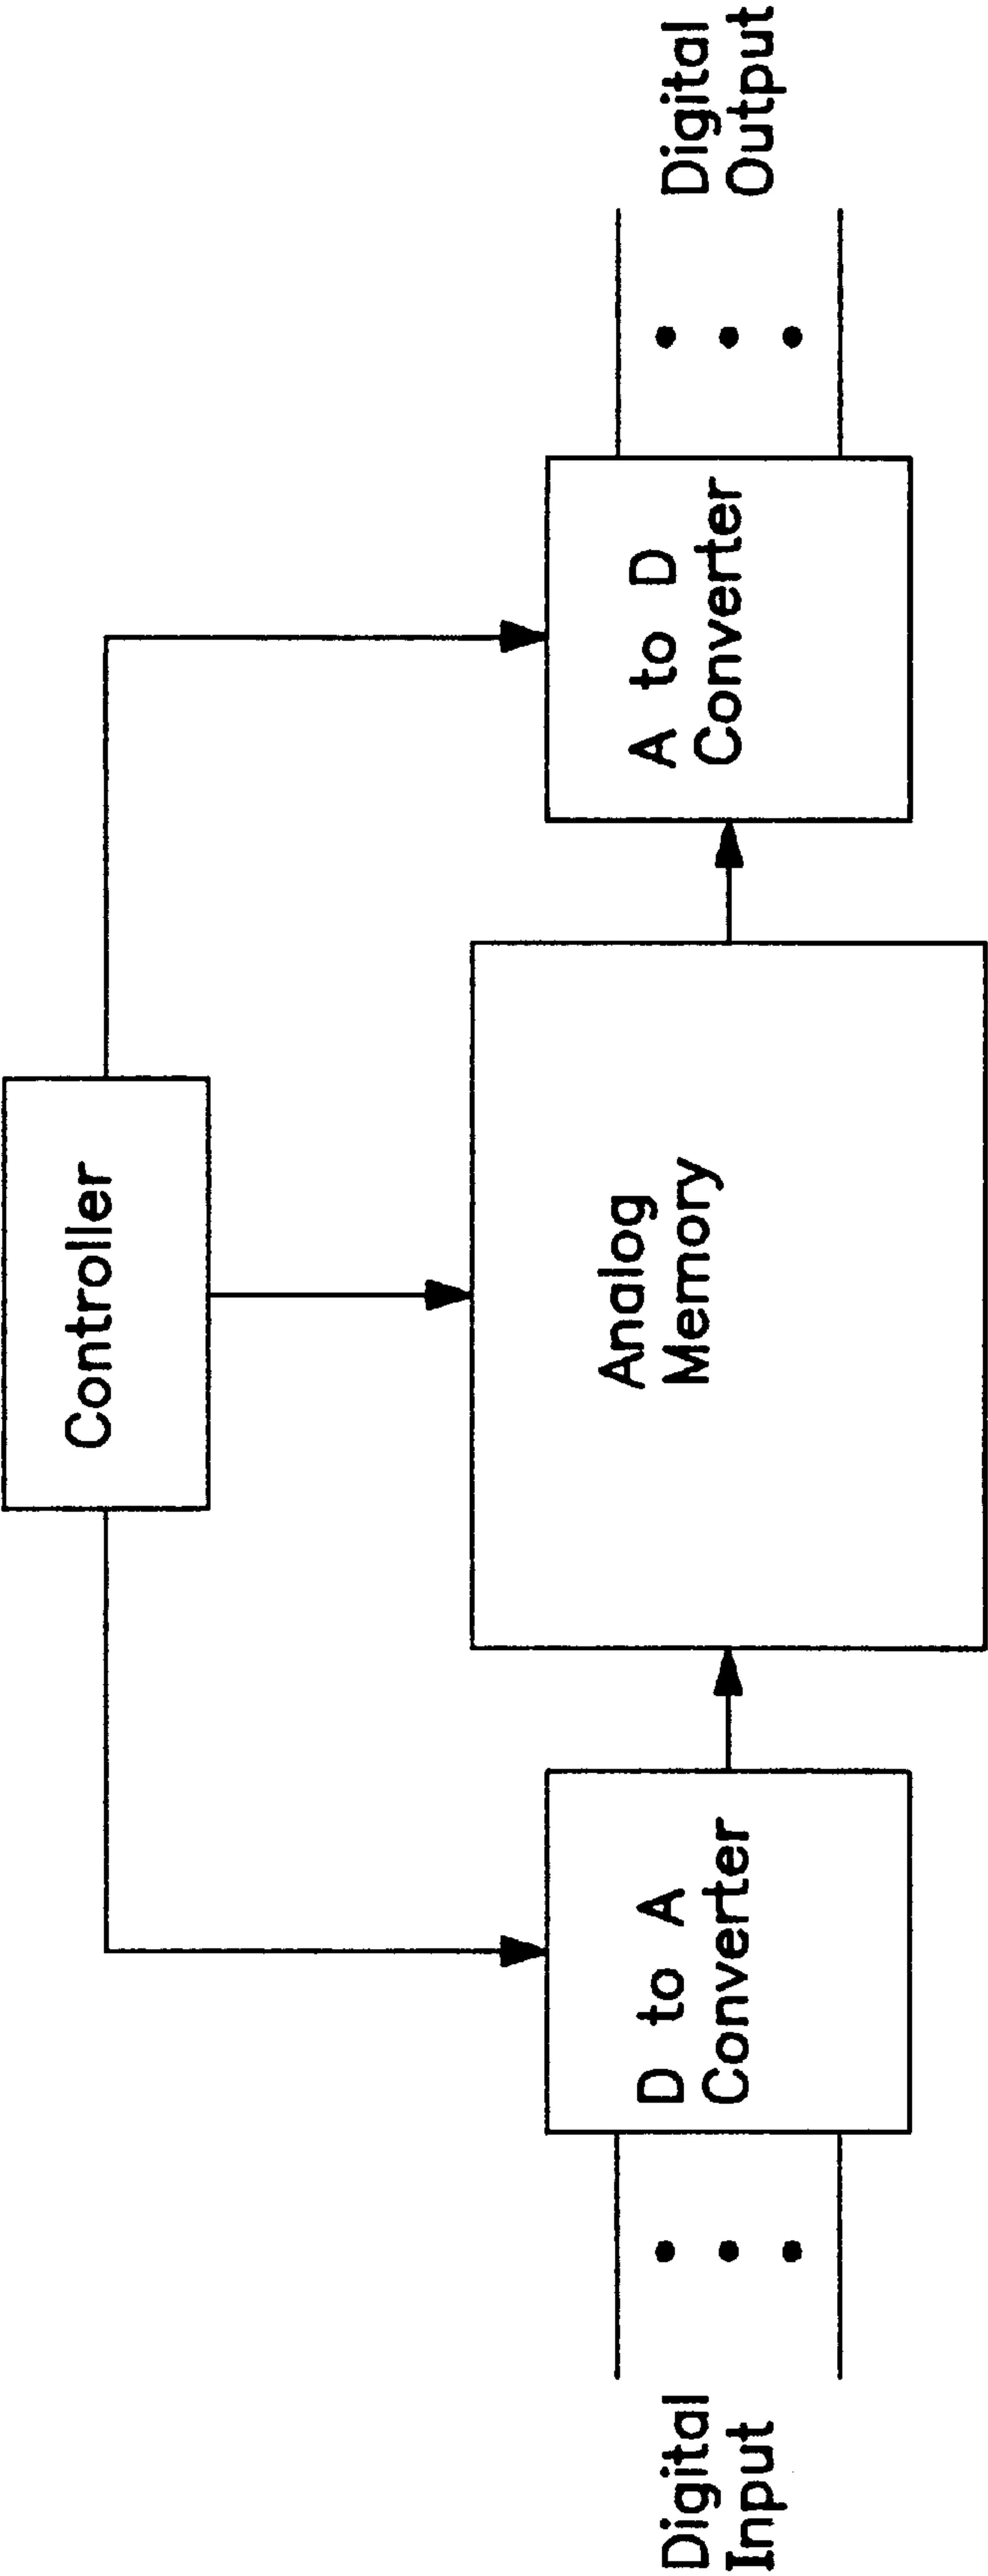 Controller
Digital
Input
D to A
Converter
Analog
Memory
A to D
Converter
Digital
Output